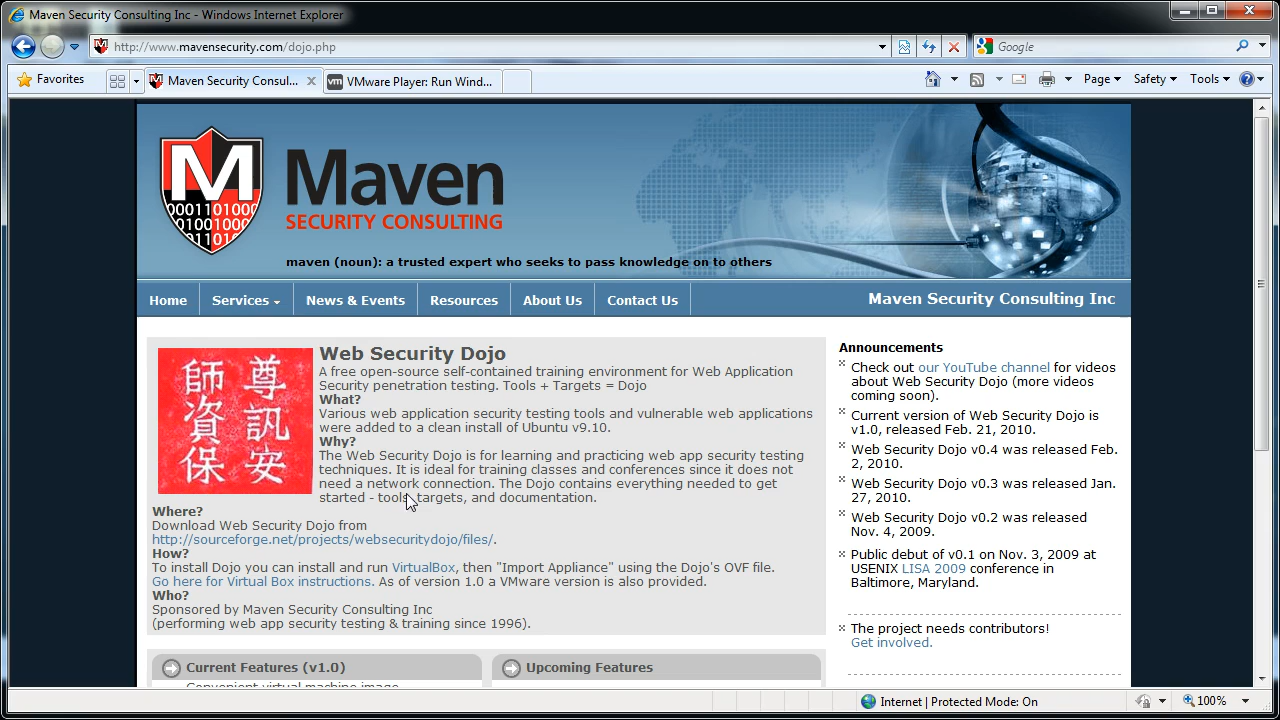 Maven Security Consulting Inc - Windows Internet Explorer
http://www.mavensecurity.com/dojo.php
Google
Favorites
Maven Security Consul...
VMware Player: Run Wind...
Page
Safety
Tools
M
0001101000
10010 1000
11010
Maven
SECURITY CONSULTING
maven (noun): a trusted expert who seeks to pass knowledge on to others
Home
Services
News & Events
Resources
About Us
Contact Us
Maven Security Consulting Inc
尊訊安
師資保
Web Security Dojo
A free open-source self-contained training environment for Web Application
Security penetration testing. Tools + Targets = Dojo
What?
Various web application security testing tools and vulnerable web applications
were added to a clean install of Ubuntu v9.10.
Why?
The Web Security Dojo is for learning and practicing web app security testing
techniques. It is ideal for training classes and conferences since it does not
need a network connection. The Dojo contains everything needed to get
started - tools, targets, and documentation.
Where?
Download Web Security Dojo from
http://sourceforge.net/projects/websecuritydojo/files/.
How?
To install Dojo you can install and run VirtualBox, then "Import Appliance" using the Dojo's OVF file.
Go here for Virtual Box instructions. As of version 1.0 a VMware version is also provided.
Who?
Sponsored by Maven Security Consulting Inc
(performing web app security testing & training since 1996).
Current Features (v1.0)
Convenient virtual machine image
Upcoming Features
Announcements
Check out our YouTube channel for videos
about Web Security Dojo (more videos
coming soon).
Current version of Web Security Dojo is
v1.0, released Feb. 21, 2010.
Web Security Dojo v0.4 was released Feb.
2, 2010.
Web Security Dojo v0.3 was released Jan.
27, 2010.
Web Security Dojo v0.2 was released
Nov. 4, 2009.
Public debut of v0.1 on Nov. 3, 2009 at
USENIX LISA 2009 conference in
Baltimore, Maryland.
The project needs contributors!
Get involved.
Internet | Protected Mode: On
100%